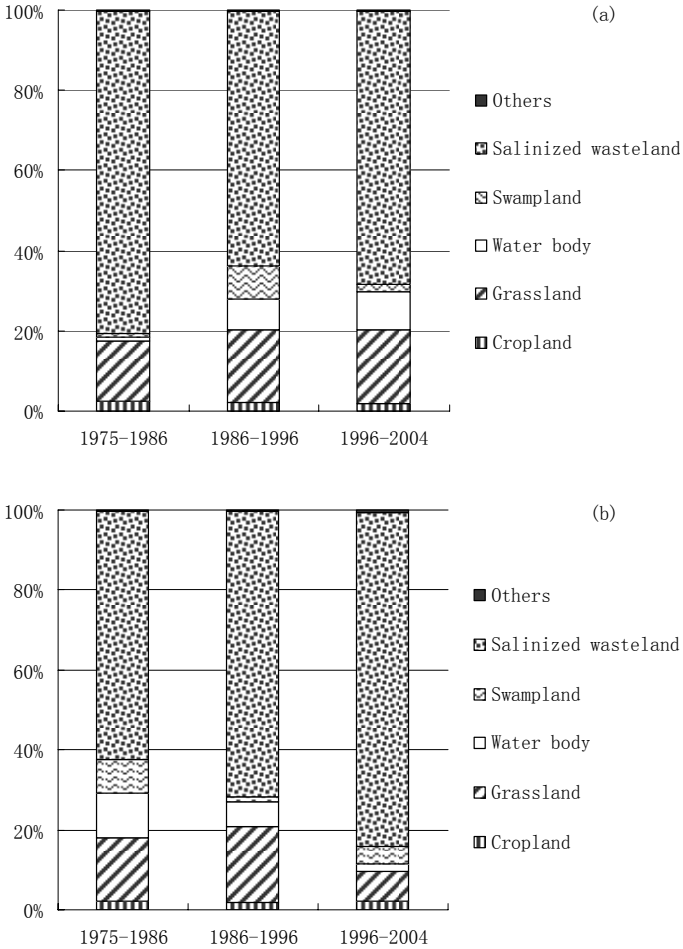 (a)
100%
80%
60%
40%
20%
0%
1975-1986 1986-1996 1996-2004
Others
Salinized wasteland
Swampland
Water body
Grassland
Cropland
(b)
100%
80%
60%
40%
20%
0%
1975-1986 1986-1996 1996-2004
Others
Salinized wasteland
Swampland
Water body
Grassland
Cropland